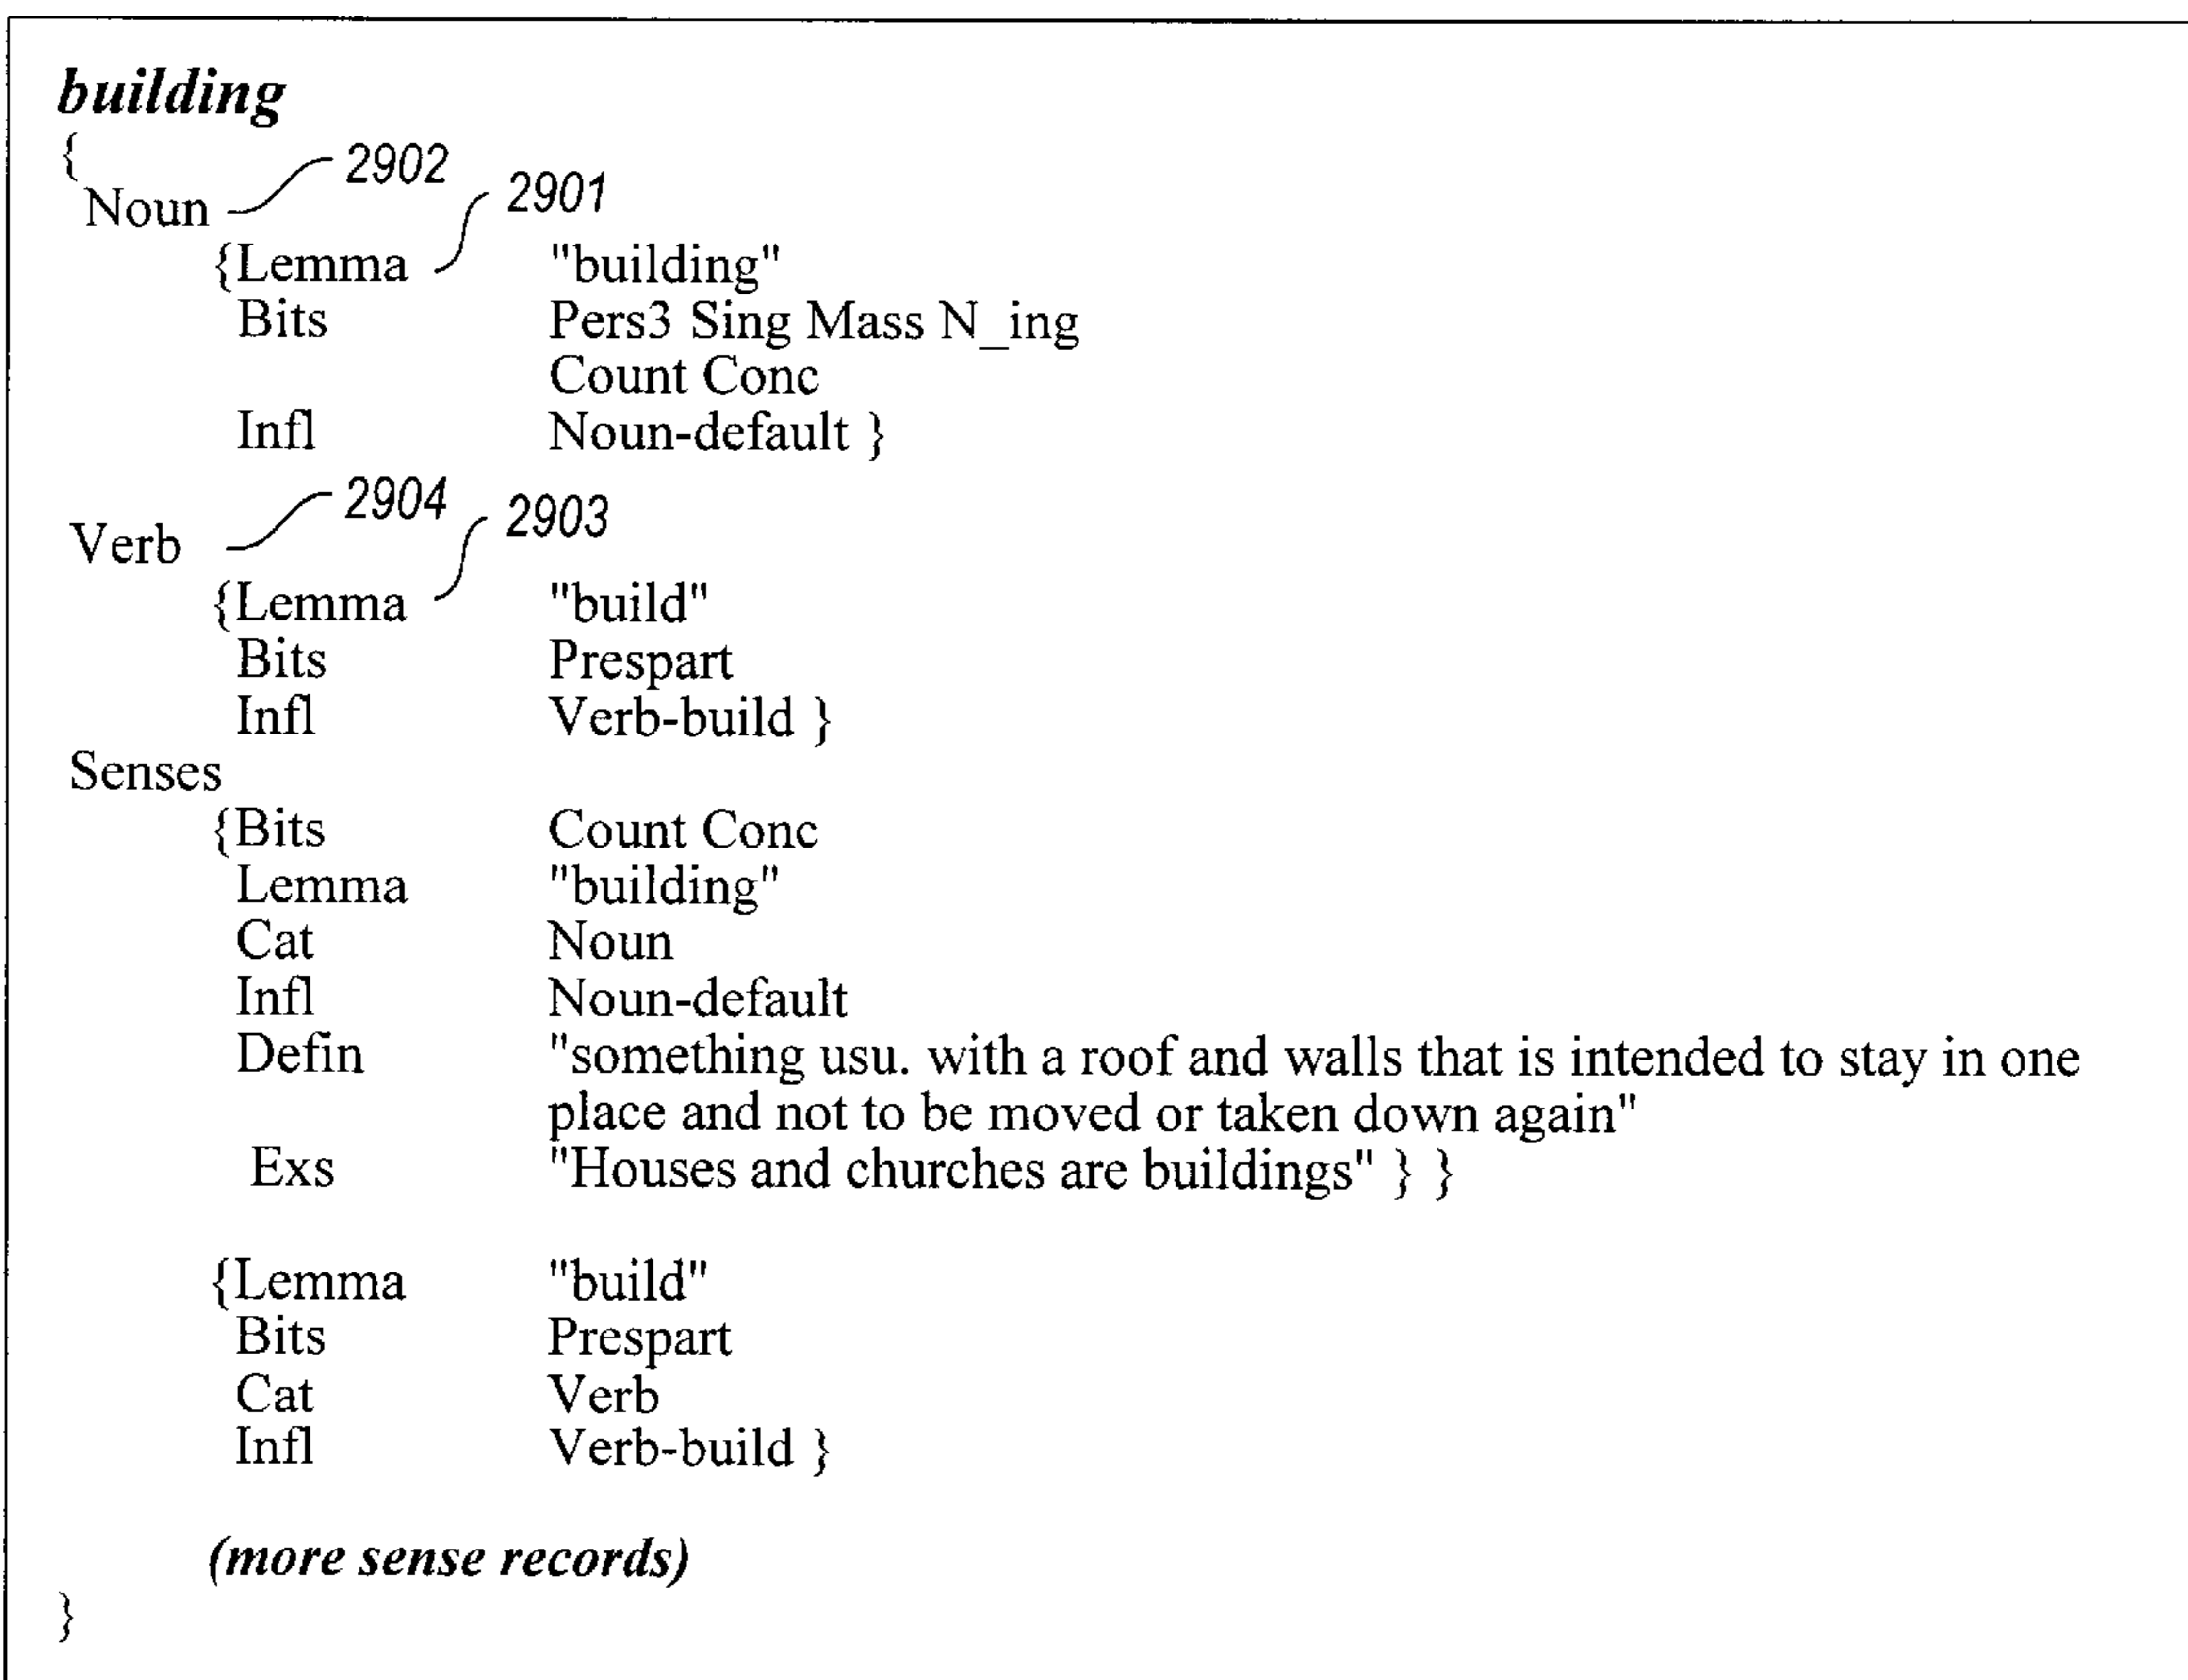 building
{
2902
Noun
2901
{Lemma "building"
Bits Pers3 Sing Mass N_ing
Count Conc
Infl Noun-default }
2904
Verb
2903
{Lemma "build"
Bits Prespart
Infl Verb-build }
Senses
{Bits Count Conc
Lemma "building"
Cat Noun
Infl Noun-default
Defin "something usu. with a roof and walls that is intended to stay in one
place and not to be moved or taken down again"
Exs "Houses and churches are buildings" } }
{Lemma "build"
Bits Prespart
Cat Verb
Infl Verb-build }
(more sense records)
}